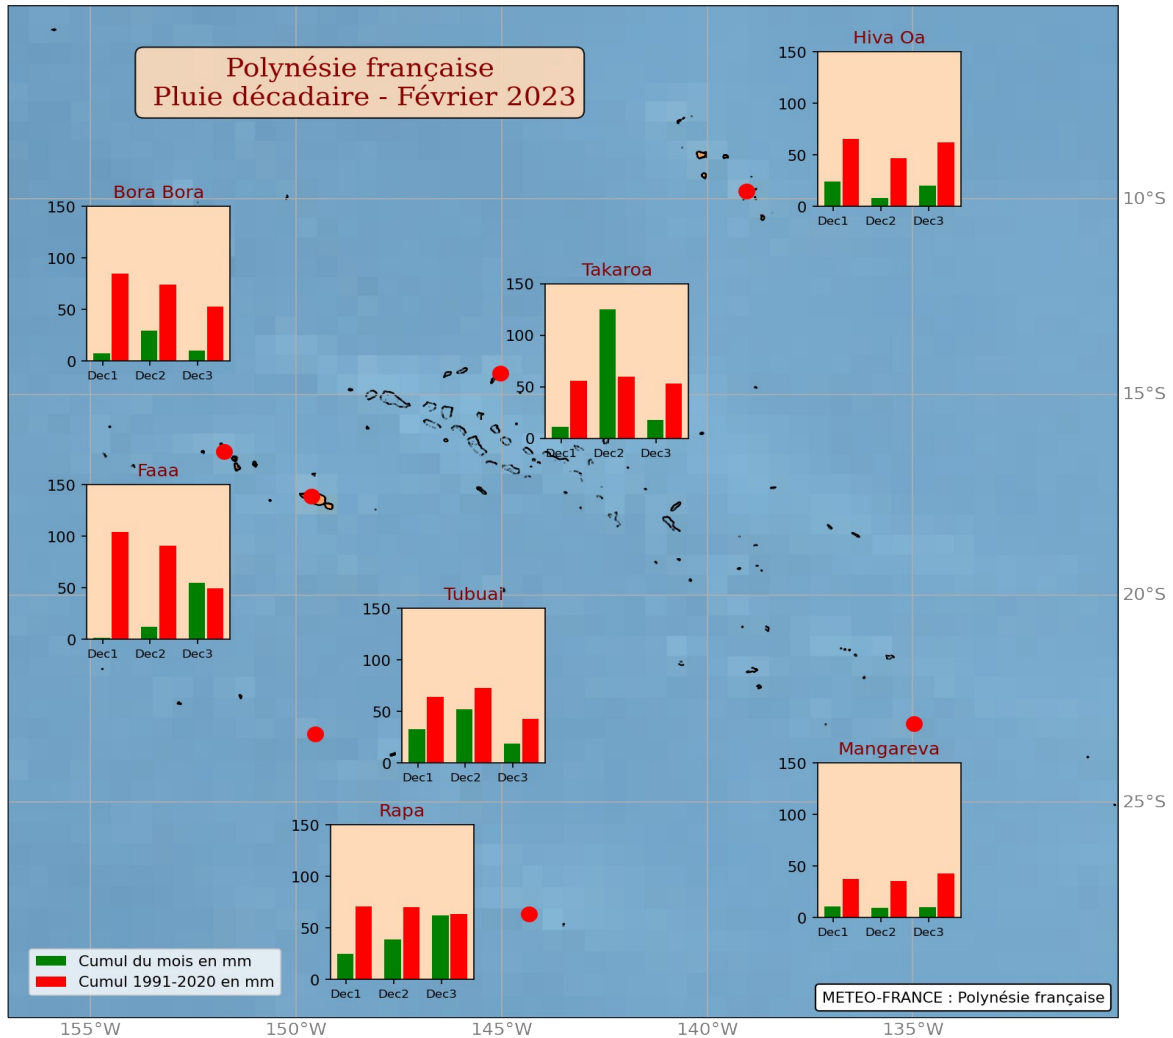 Polynésie française
Pluie décadaire - Février 2023
Hiva Oa
150
100
50
0
Dec1 Dec2 Dec3
10°S
Bora Bora
150
100
50
0
Dec1 Dec2 Dec3
Takaroa
150
100
50
0
Dec1 Dec2 Dec3
15°S
Faaa
150
100
50
0
Dec1 Dec2 Dec3
20°S
Tubuai
150
100
50
0
Dec1 Dec2 Dec3
Mangareva
150
100
50
0
Dec1 Dec2 Dec3
25°S
Rapa
150
100
50
0
Dec1 Dec2 Dec3
Cumul du mois en mm
Cumul 1991-2020 en mm
METEO-FRANCE : Polynésie française
155°W 150°W 145°W 140°W 135°W